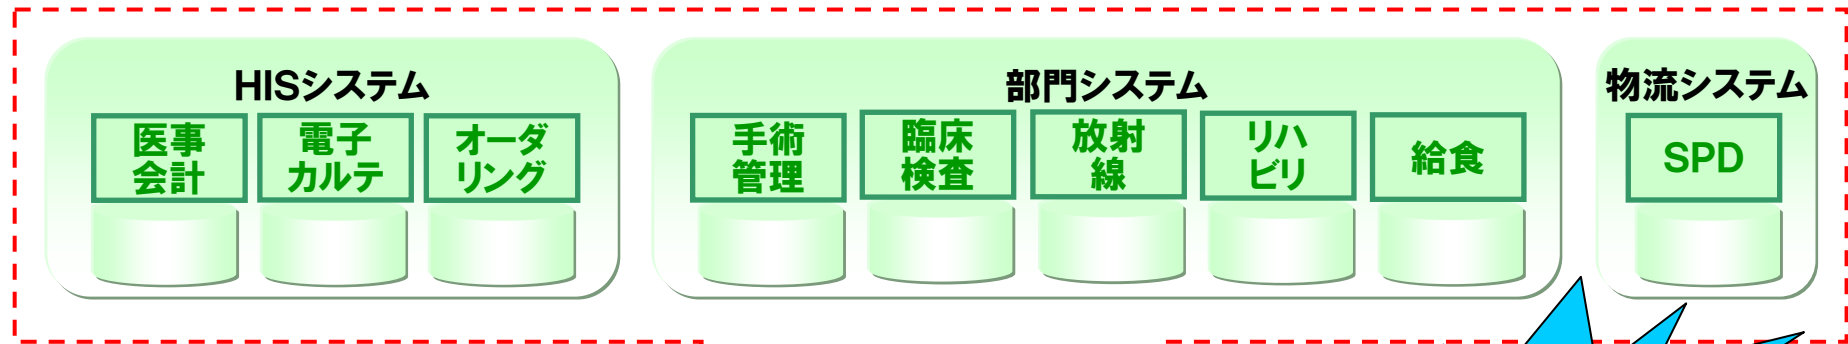 HISシステム
医事
会計
電子
カルテ
オーダ
リング
部門システム
手術
管理
臨床
検査
放射
線
リハ
ビリ
給食
物流システム
SPD